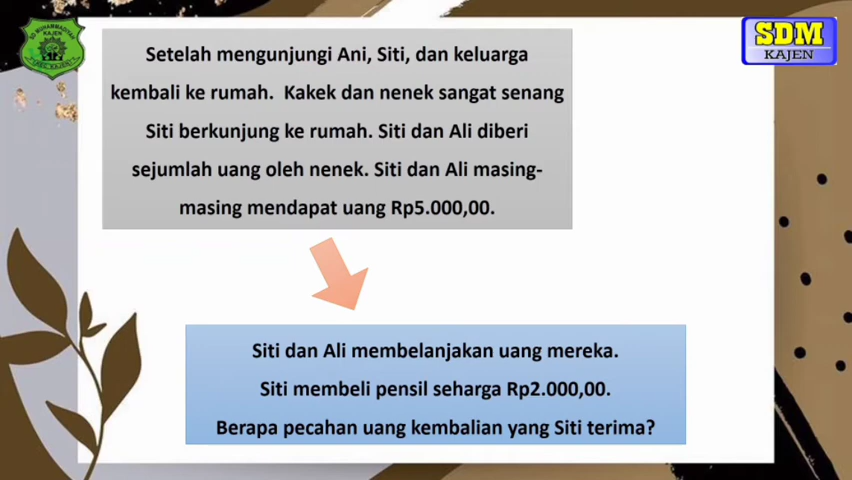 SD MUHAMMADIYAH
KAJEN
SDM
KAJEN
Setelah mengunjungi Ani, Siti, dan keluarga
kembali ke rumah. Kakek dan nenek sangat senang
Siti berkunjung ke rumah. Siti dan Ali diberi
sejumlah uang oleh nenek. Siti dan Ali masing-
masing mendapat uang Rp5.000,00.
Siti dan Ali membelanjakan uang mereka.
Siti membeli pensil seharga Rp2.000,00.
Berapa pecahan uang kembalian yang Siti terima?